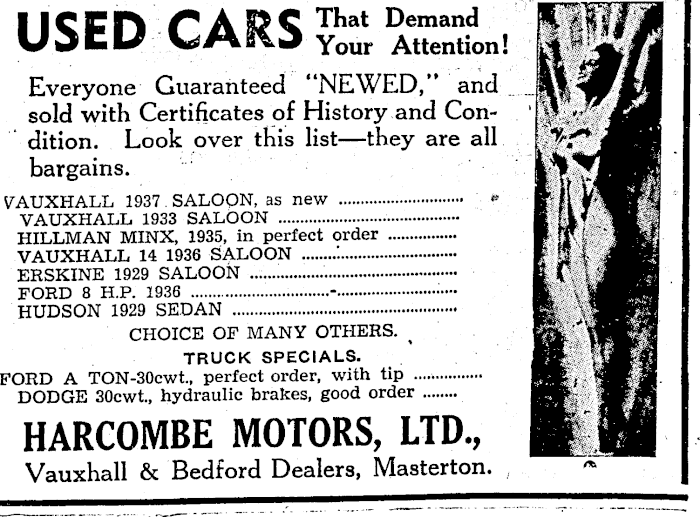 USED CARS That Demand
Your Attention!
Everyone Guaranteed "NEWED," and
sold with Certificates of History and Con-
dition. Look over this list—they are all
bargains.
VAUXHALL 1937 SALOON, as new ..............................
VAUXHALL 1933 SALOON ............................................
HILLMAN MINX, 1935, in perfect order ................
VAUXHALL 14 1936 SALOON ......................................
ERSKINE 1929 SALOON ..................................................
FORD 8 H.P. 1936 ................................................................
HUDSON 1929 SEDAN ......................................................
CHOICE OF MANY OTHERS.
TRUCK SPECIALS.
FORD A TON-30cwt., perfect order, with tip ................
DODGE 30cwt., hydraulic brakes, good order ........
HARCOMBE MOTORS, LTD.,
Vauxhall & Bedford Dealers, Masterton.